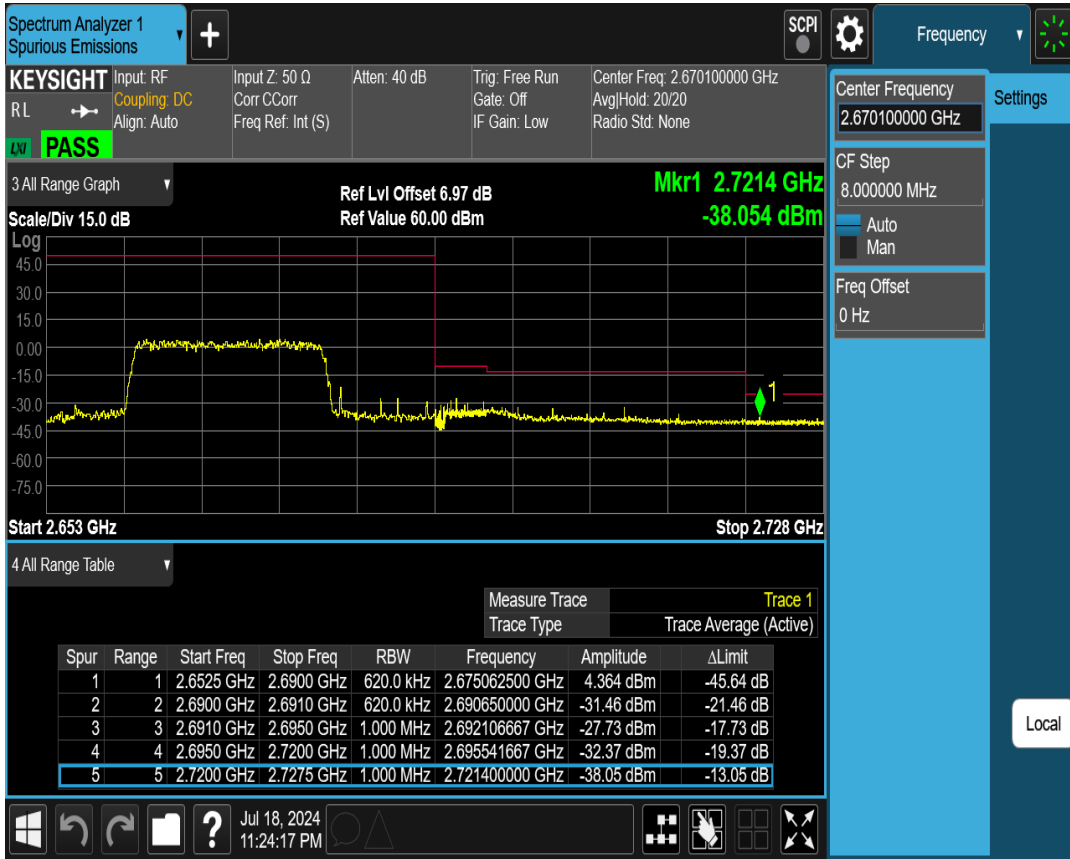 Spectrum Analyzer 1
Spurious Emissions
+
SCPI
Frequency
KEYSIGHT
RL
LXI
PASS
Input: RF
Coupling: DC
Align: Auto
Input Z: 50 Ω
Corr CCorr
Freq Ref: Int (S)
Atten: 40 dB
Trig: Free Run
Gate: Off
IF Gain: Low
Center Freq: 2.670100000 GHz
Avg|Hold: 20/20
Radio Std: None
Center Frequency
2.670100000 GHz
Settings
CF Step
8.000000 MHz
Auto
Man
Freq Offset
0 Hz
Local
3 All Range Graph
Ref Lvl Offset 6.97 dB
Mkr1 2.7214 GHz
Scale/Div 15.0 dB
Ref Value 60.00 dBm
-38.054 dBm
Log
45.0
30.0
15.0
0.00
-15.0
-30.0
-45.0
-60.0
-75.0
1
Start 2.653 GHz
Stop 2.728 GHz
4 All Range Table
Measure Trace Trace 1
Trace Type Trace Average (Active)
Spur Range Start Freq Stop Freq RBW Frequency Amplitude ΔLimit
1 1 2.6525 GHz 2.6900 GHz 620.0 kHz 2.675062500 GHz 4.364 dBm -45.64 dB
2 2 2.6900 GHz 2.6910 GHz 620.0 kHz 2.690650000 GHz -31.46 dBm -21.46 dB
3 3 2.6910 GHz 2.6950 GHz 1.000 MHz 2.692106667 GHz -27.73 dBm -17.73 dB
4 4 2.6950 GHz 2.7200 GHz 1.000 MHz 2.695541667 GHz -32.37 dBm -19.37 dB
5 5 2.7200 GHz 2.7275 GHz 1.000 MHz 2.721400000 GHz -38.05 dBm -13.05 dB
?
Jul 18, 2024
11:24:17 PM